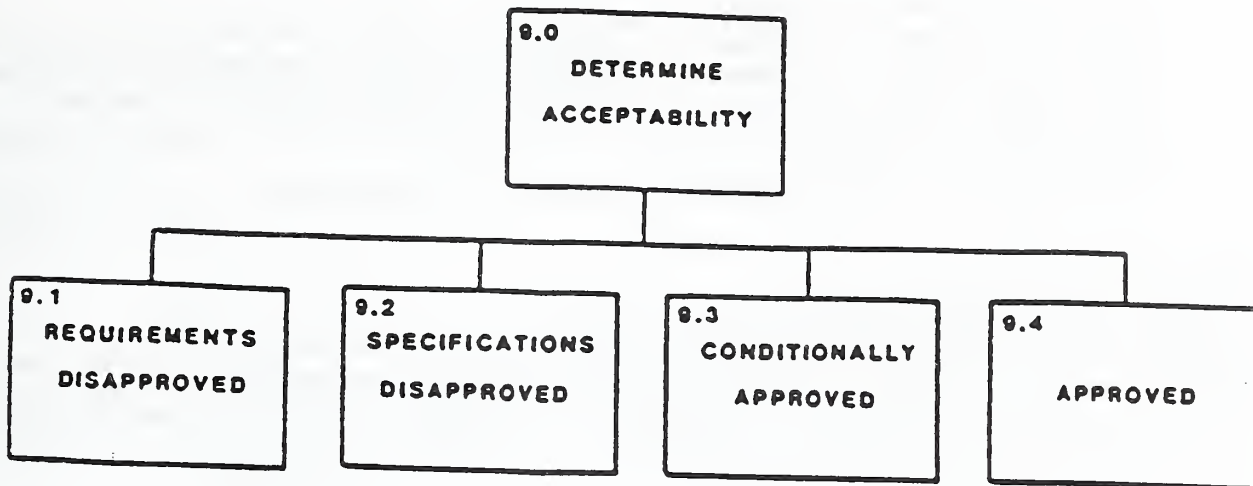 9.0
DETERMINE
ACCEPTABILITY
9.1
REQUIREMENTS
DISAPPROVED
9.2
SPECIFICATIONS
DISAPPROVED
9.3
CONDITIONALLY
APPROVED
9.4
APPROVED